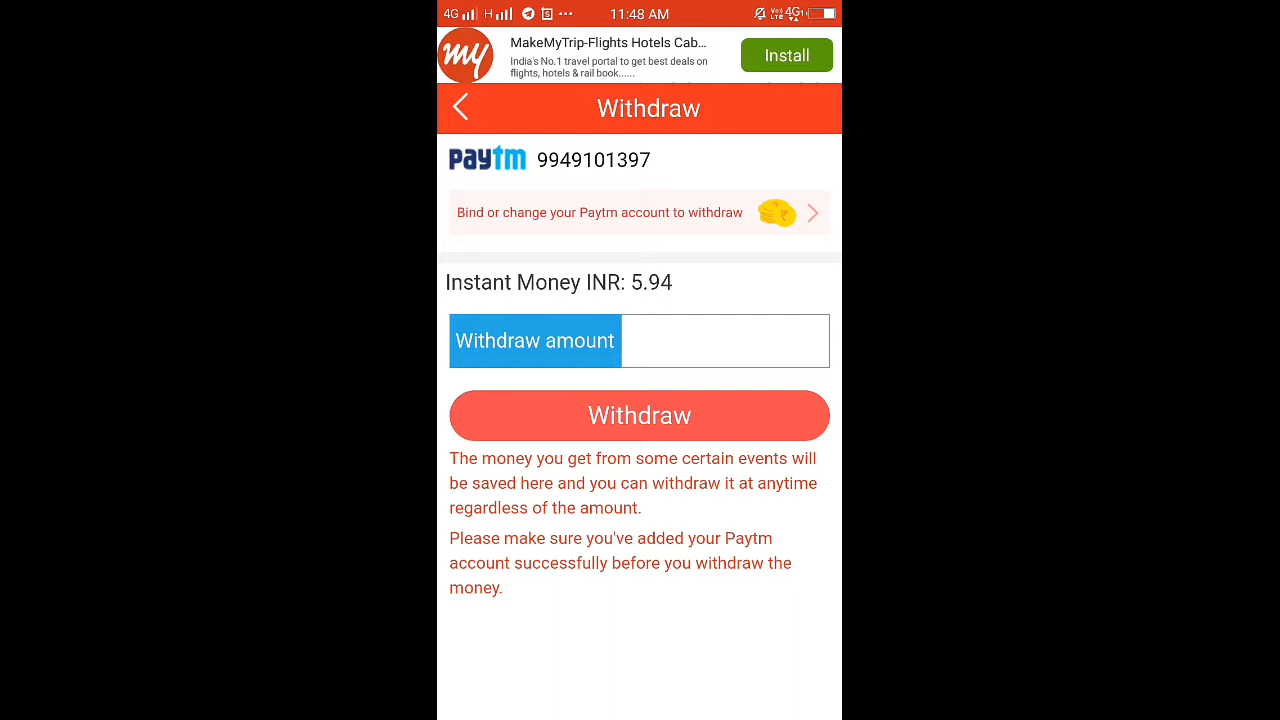 4G H 11:48 AM VoLTE 4G
my
MakeMyTrip-Flights Hotels Cab...
India's No.1 travel portal to get best deals on
flights, hotels & rail book......
Install
Withdraw
paytm 9949101397
Bind or change your Paytm account to withdraw
Instant Money INR: 5.94
Withdraw amount
Withdraw
The money you get from some certain events will
be saved here and you can withdraw it at anytime
regardless of the amount.
Please make sure you've added your Paytm
account successfully before you withdraw the
money.